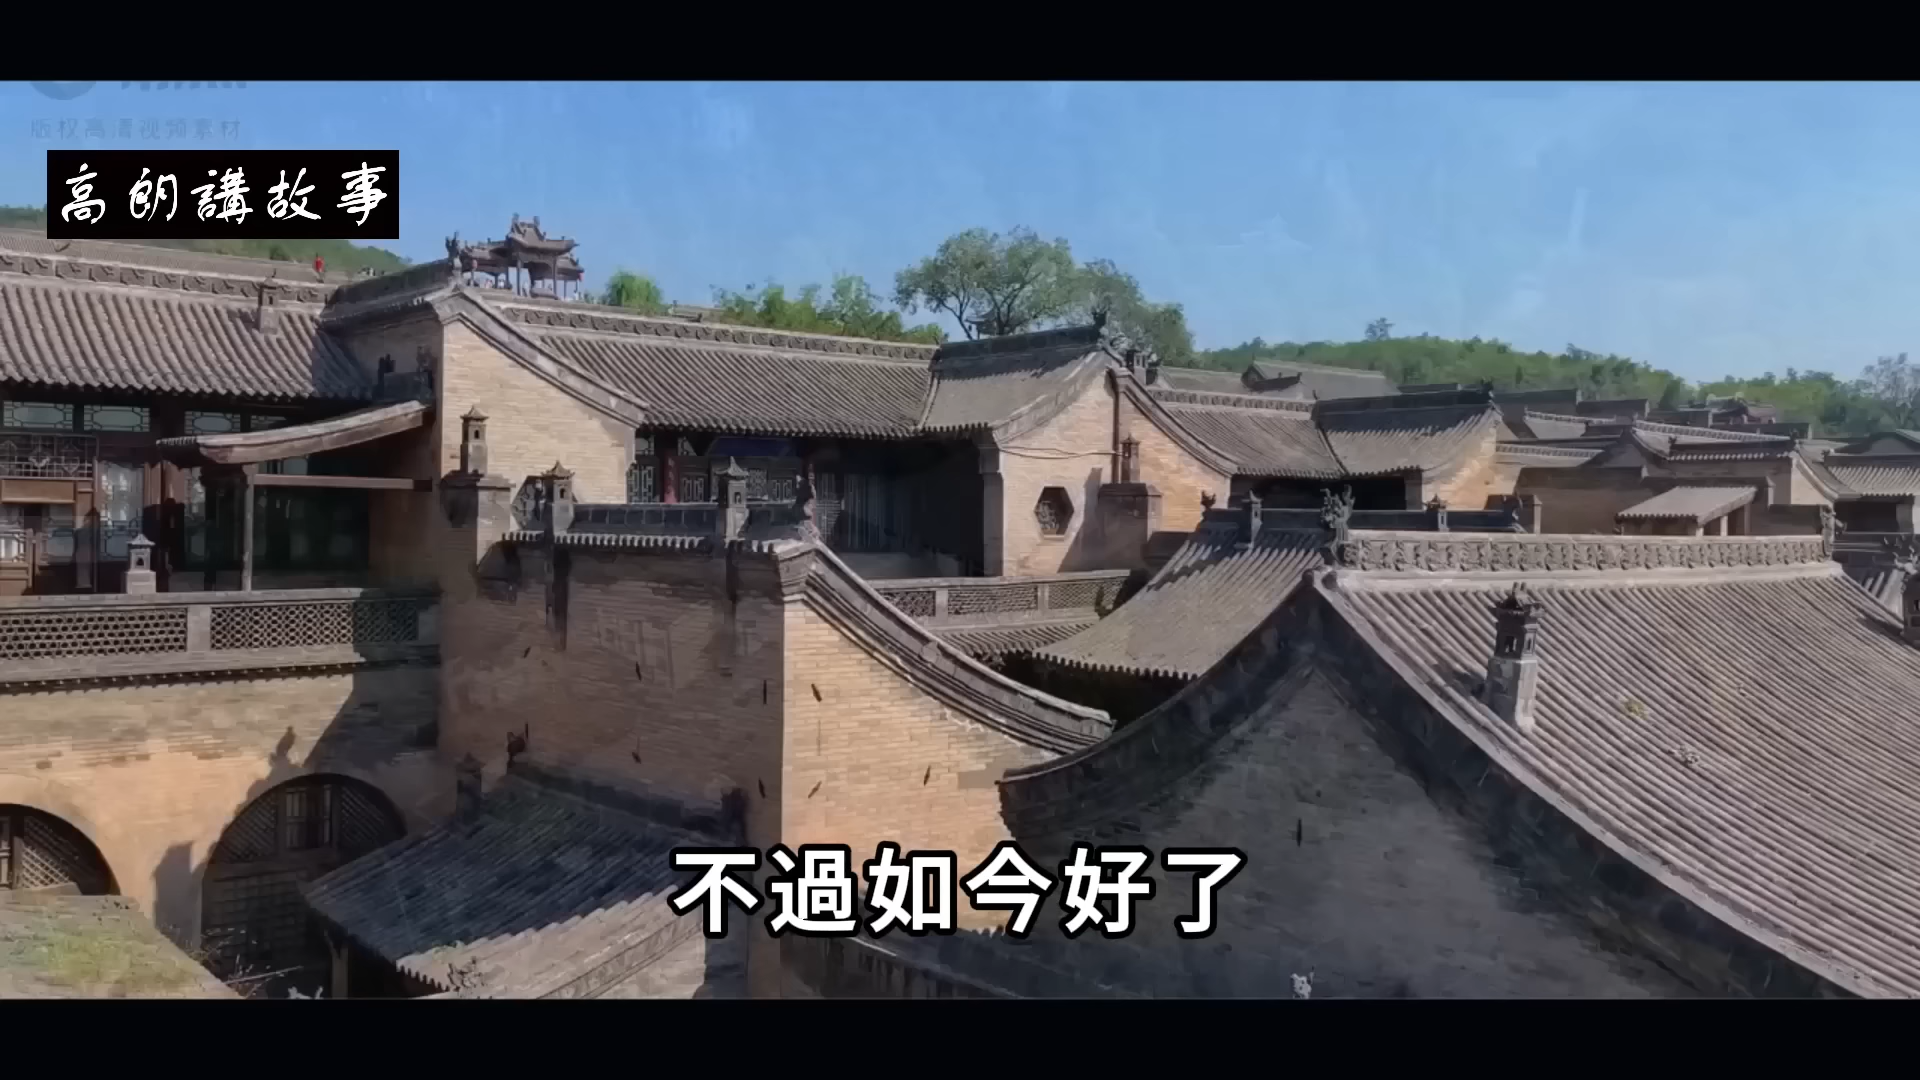 版权高清视频素材
高朗講故事
不過如今好了